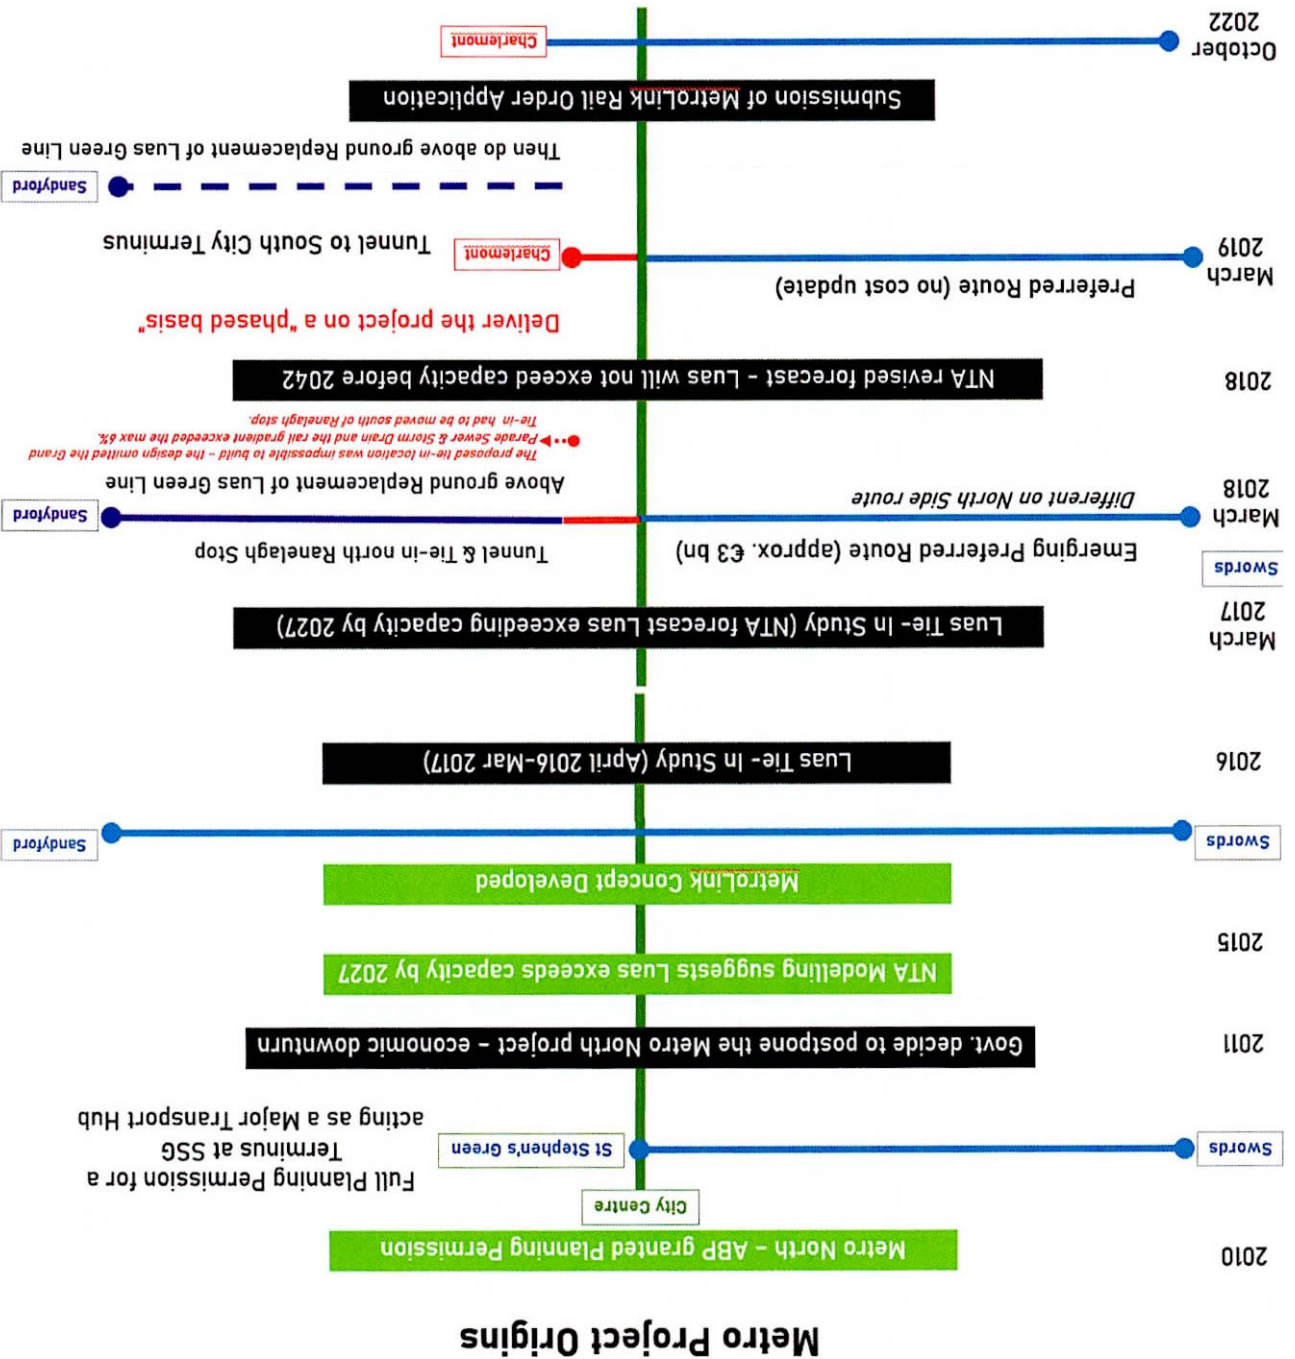 Metro Project Origins
2010
Metro North – ABP granted Planning Permission
City Centre
Swords
St Stephen's Green
Full Planning Permission for a
Terminus at SSG
acting as a Major Transport Hub
2011
Govt. decide to postpone the Metro North project – economic downturn
NTA Modelling suggests Luas exceeds capacity by 2027
2015
MetroLink Concept Developed
Swords
Sandyford
2016
Luas Tie-In Study (April 2016-Mar 2017)
March
2017
Luas Tie-In Study (NTA forecast Luas exceeding capacity by 2027)
Swords
Emerging Preferred Route (approx. €3 bn)
Tunnel & Tie-in north Ranelagh Stop
March
2018
Sandyford
Different on North Side route
Above ground Replacement of Luas Green Line
The proposed tie-in location was impossible to build – the design omitted the Grand
Parade Sewer & Storm Drain and the rail gradient exceeded the max 6%.
Tie-in had to be moved south of Ranelagh stop.
2018
NTA revised forecast – Luas will not exceed capacity before 2042
Deliver the project on a "phased basis"
March
2019
Preferred Route (no cost update)
Charlemont
Tunnel to South City Terminus
Sandyford
Then do above ground Replacement of Luas Green Line
Submission of MetroLink Rail Order Application
October
2022
Charlemont